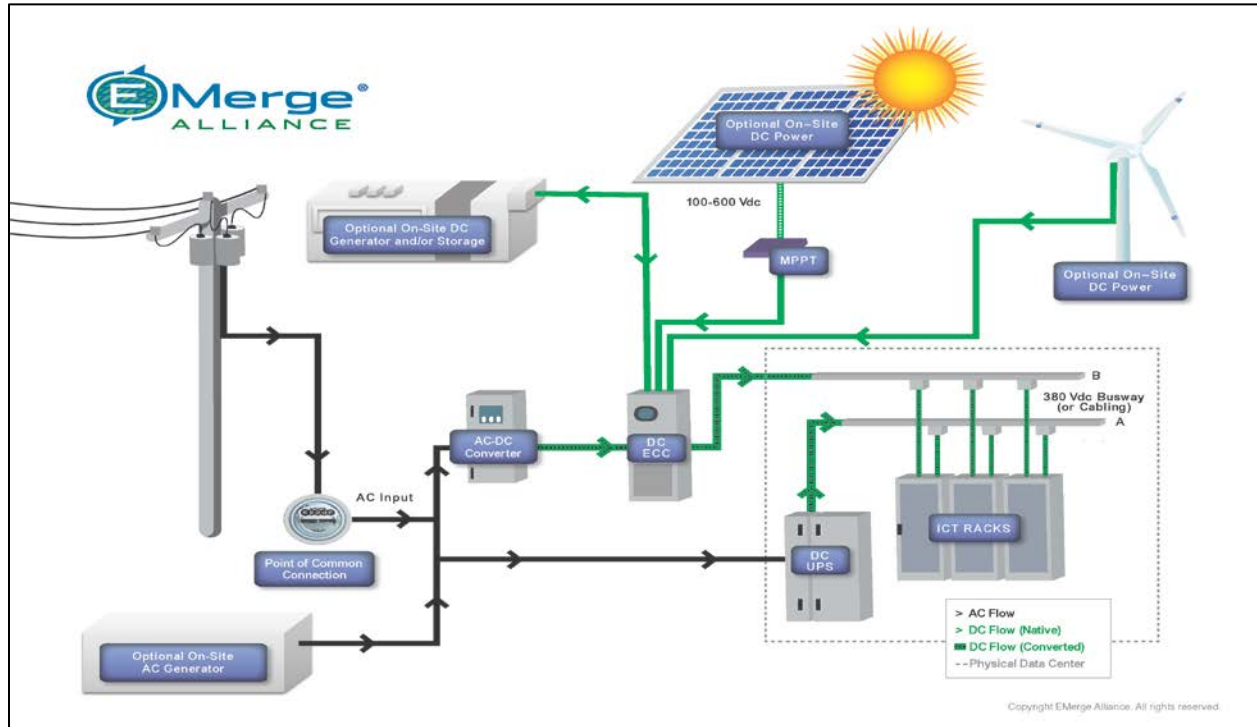 EMerge®
ALLIANCE
Optional On-Site
DC Power
100-600 Vdc
Optional On-Site DC
Generator and/or Storage
MPPT
Optional On-Site
DC Power
B
380 Vdc Busway
(or Cabling)
A
AC-DC
Converter
DC
ECC
AC Input
ICT RACKS
Point of Common
Connection
DC
UPS
Optional On-Site
AC Generator
> AC Flow
> DC Flow (Native)
DC Flow (Converted)
Physical Data Center
Copyright EMerge Alliance. All rights reserved.